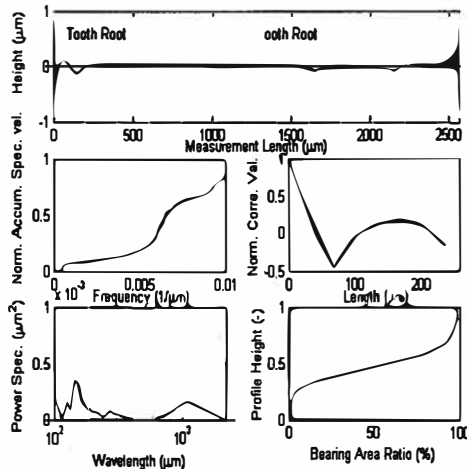 1
Tooth Root
ooth Root
Height (μm)
0
-1
0
500
1000
1500
2000
2500
Measurement Length (μm)
Norm. Accum. Spec. val.
1
0.5
0
0
0.005
0.01
Frequency (1/μm)
Norm. Corre. Val.
1
0.5
0
-0.5
0
100
200
Length
x 10⁻³
Power Spec. (μm²)
1
0.5
0
10²
10³
Wavelength (μm)
Profile Height (-)
1
0.5
0
0
50
100
Bearing Area Ratio (%)